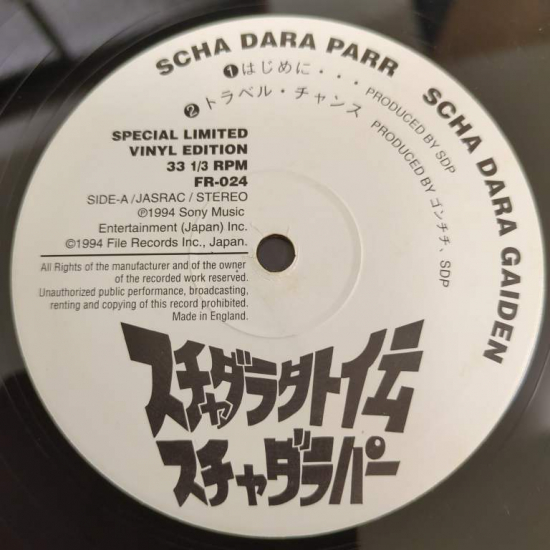 SCHA DARA PARR SCHA DARA GAIDEN
❶はじめに・・・PRODUCED BY SDP
❷トラベル・チャンス
PRODUCED BY ゴンチチ、SDP
SPECIAL LIMITED
VINYL EDITION
33 1/3 RPM
FR-024
SIDE-A /JASRAC / STEREO
℗1994 Sony Music
Entertainment (Japan) Inc.
©1994 File Records Inc., Japan.
All Rights of the manufacturer and of the owner
of the recorded work reserved.
Unauthorized public performance, broadcasting,
renting and copying of this record prohibited.
Made in England.
スチャダラ外伝
スチャダラパー